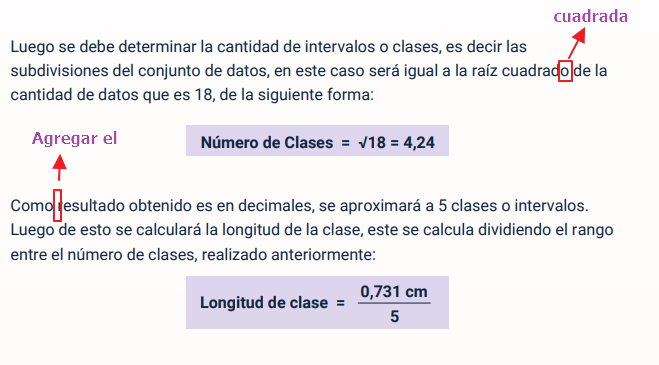 cuadrada
Luego se debe determinar la cantidad de intervalos o clases, es decir las
subdivisiones del conjunto de datos, en este caso será igual a la raíz cuadrado de la
cantidad de datos que es 18, de la siguiente forma:
Agregar el
Número de Clases = √18 = 4,24
Como resultado obtenido es en decimales, se aproximará a 5 clases o intervalos.
Luego de esto se calculará la longitud de la clase, este se calcula dividiendo el rango
entre el número de clases, realizado anteriormente:
0,731 cm
Longitud de clase =
5